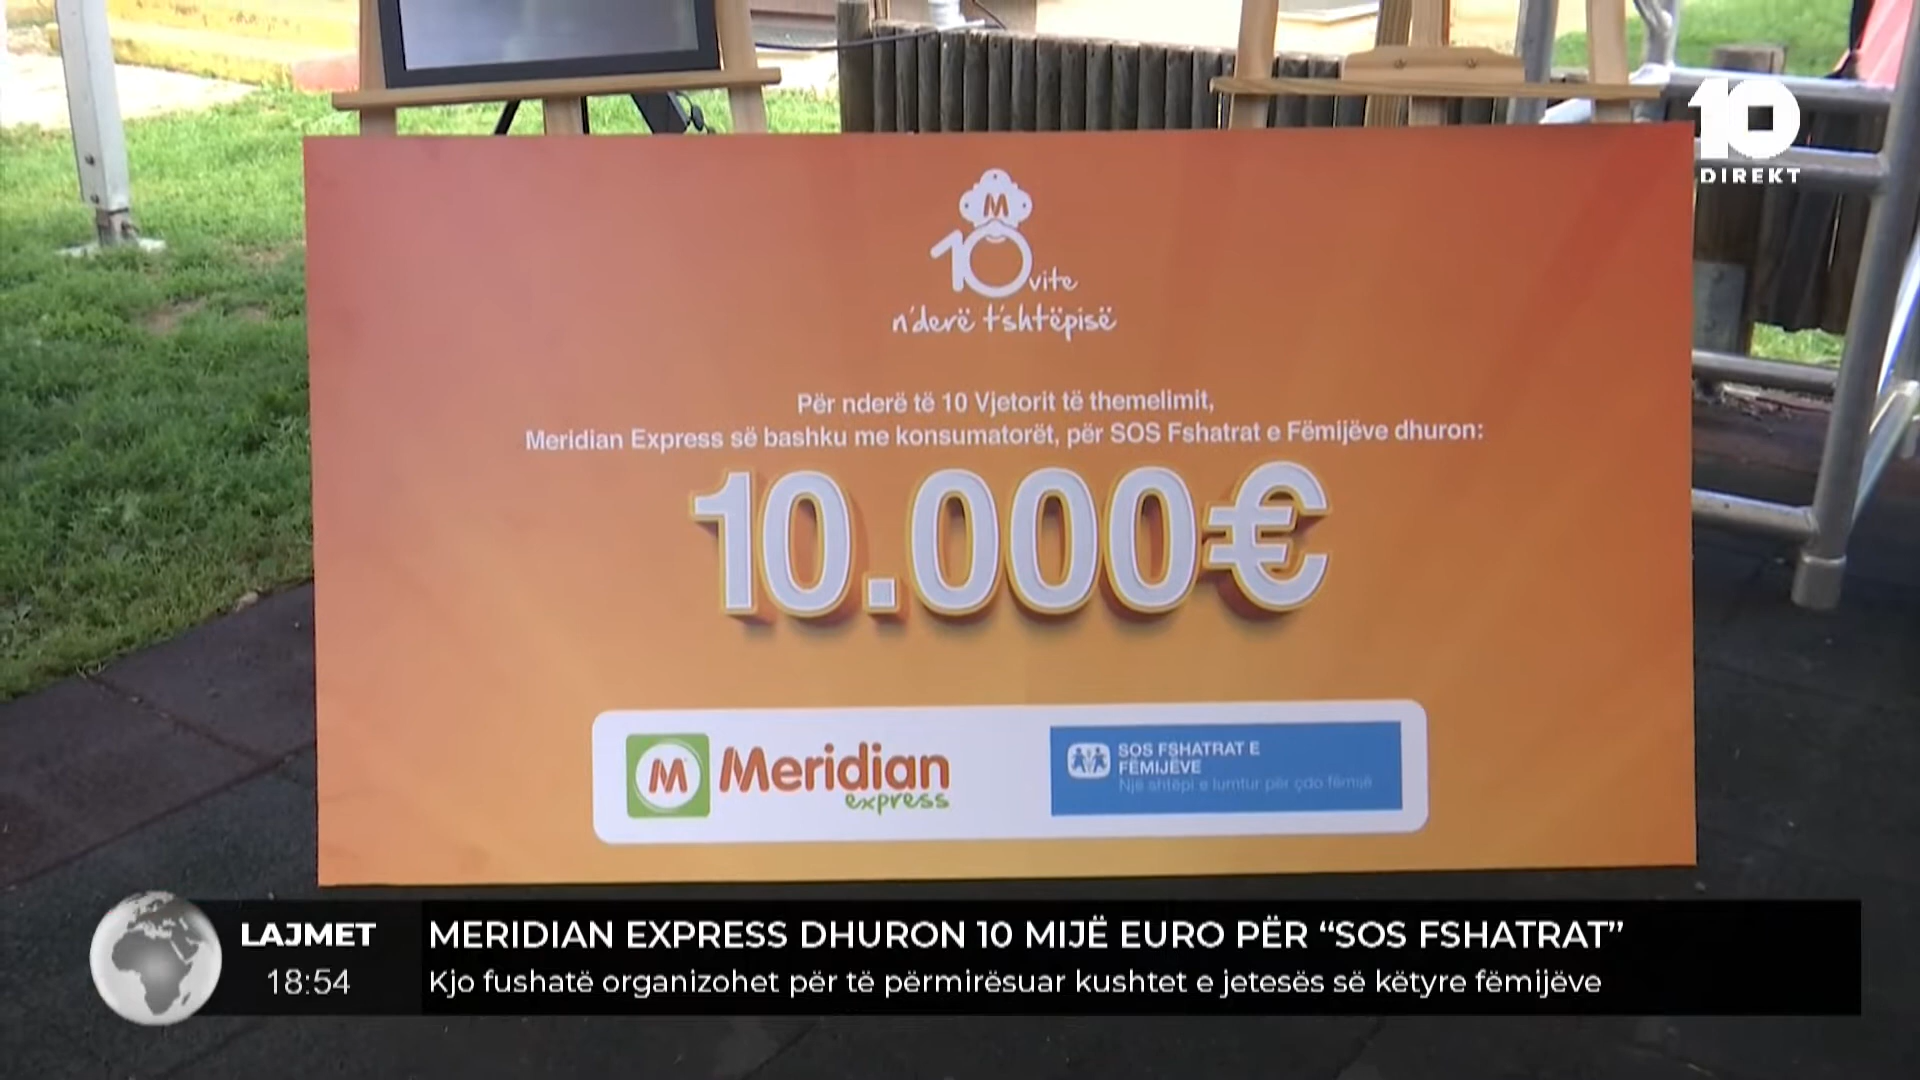 10
DIREKT
M
10 vite
n'derë t'shtëpisë
Për nderë të 10 Vjetorit të themelimit,
Meridian Express së bashku me konsumatorët, për SOS Fshatrat e Fëmijëve dhuron:
10.000€
M Meridian
express
SOS FSHATRAT E
FËMIJËVE
Një shtëpi e lumtur për çdo fëmijë
LAJMET
18:54
MERIDIAN EXPRESS DHURON 10 MIJË EURO PËR “SOS FSHATRAT”
Kjo fushatë organizohet për të përmirësuar kushtet e jetesës së këtyre fëmijëve